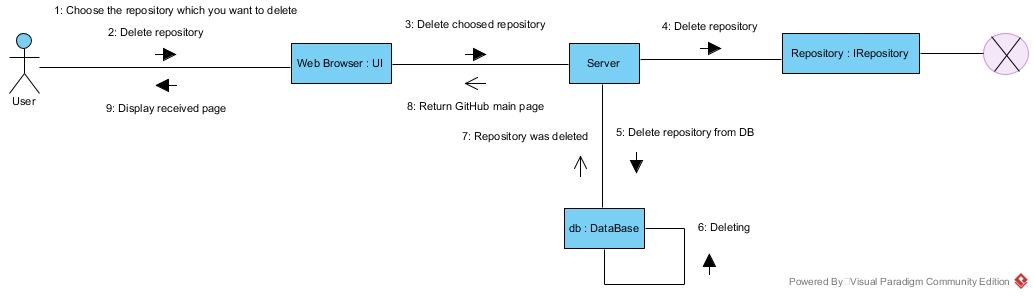 1: Choose the repository which you want to delete
2: Delete repository
3: Delete choosed repository
4: Delete repository
User
Web Browser : UI
Server
Repository : IRepository
9: Display received page
8: Return GitHub main page
7: Repository was deleted
5: Delete repository from DB
db : DataBase
6: Deleting
Powered By Visual Paradigm Community Edition